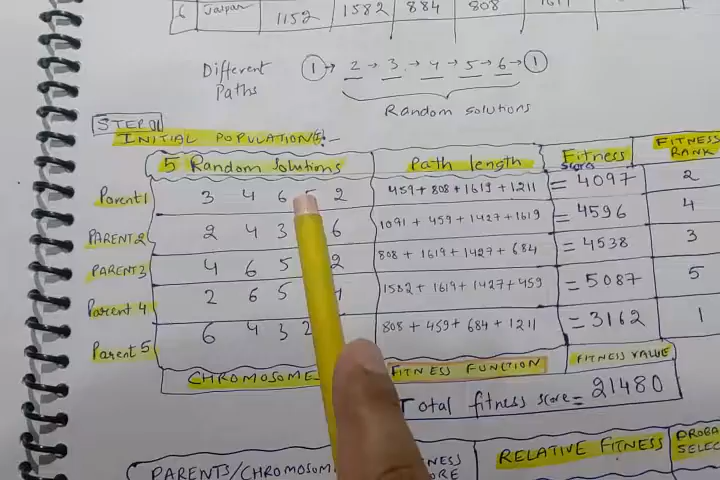 6 Jaipur 1152 1582 884 808
Different Paths 1 → 2 → 3 → 4 → 5 → 6 → 1
Random solutions
STEP 01
INITIAL POPULATION :-
5 Random Solutions Path length Fitness score FITNESS RANK
Parent 1 3 4 6 5 2 459+808+1619+1211 = 4097 2
PARENT 2 2 4 3 6 1091+459+1427+1619 = 4596 4
PARENT 3 4 6 5 2 808+1619+1427+684 = 4538 3
Parent 4 2 6 5 1582+1619+1427+459 = 5087 5
Parent 5 6 4 3 2 808+459+684+1211 = 3162 1
CHROMOSOME FITNESS FUNCTION FITNESS VALUE
Total fitness score = 21480
PARENTS/CHROMOSOM RELATIVE FITNESS